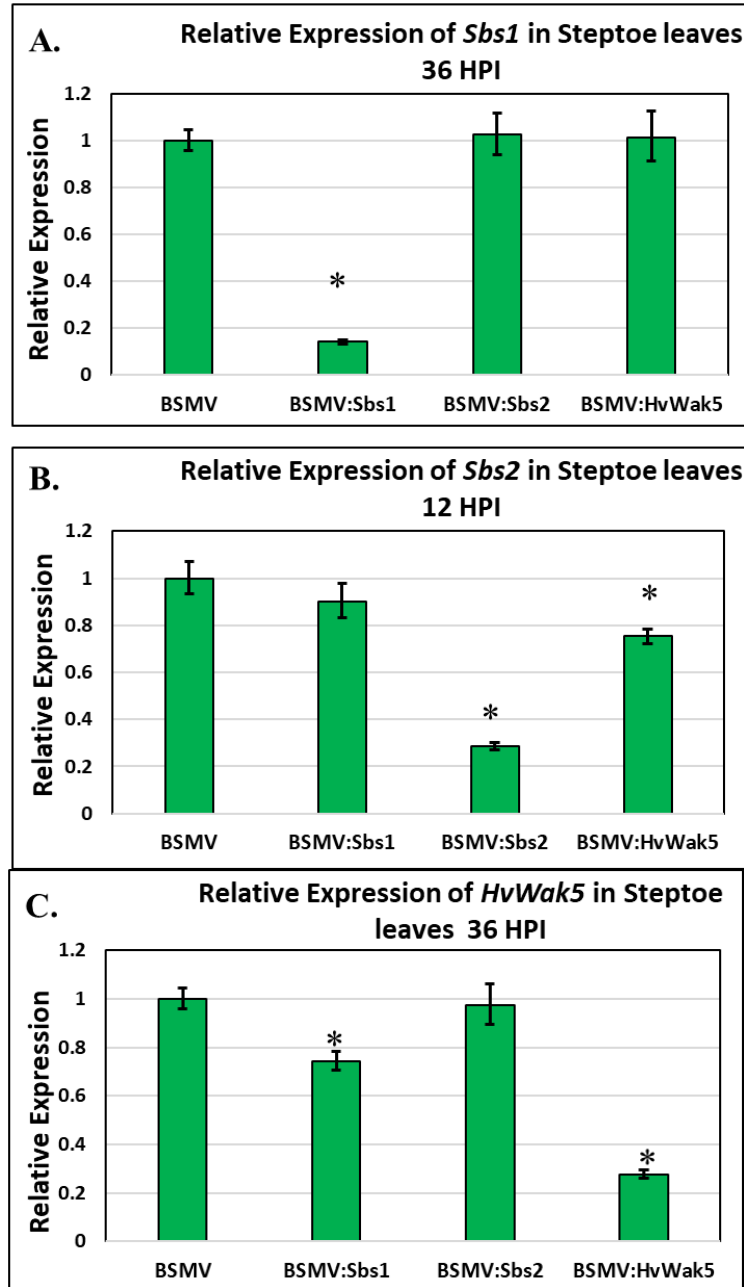 A.
Relative Expression of Sbs1 in Steptoe leaves
36 HPI
Relative Expression
1.2
1
0.8
0.6
0.4
0.2
0
*
BSMV BSMV:Sbs1 BSMV:Sbs2 BSMV:HvWak5
B.
Relative Expression of Sbs2 in Steptoe leaves
12 HPI
Relative Expression
1.2
1
0.8
0.6
0.4
0.2
0
*
*
BSMV BSMV:Sbs1 BSMV:Sbs2 BSMV:HvWak5
C.
Relative Expression of HvWak5 in Steptoe
leaves 36 HPI
Relative Expression
1.2
1
0.8
0.6
0.4
0.2
0
*
*
BSMV BSMV:Sbs1 BSMV:Sbs2 BSMV:HvWak5